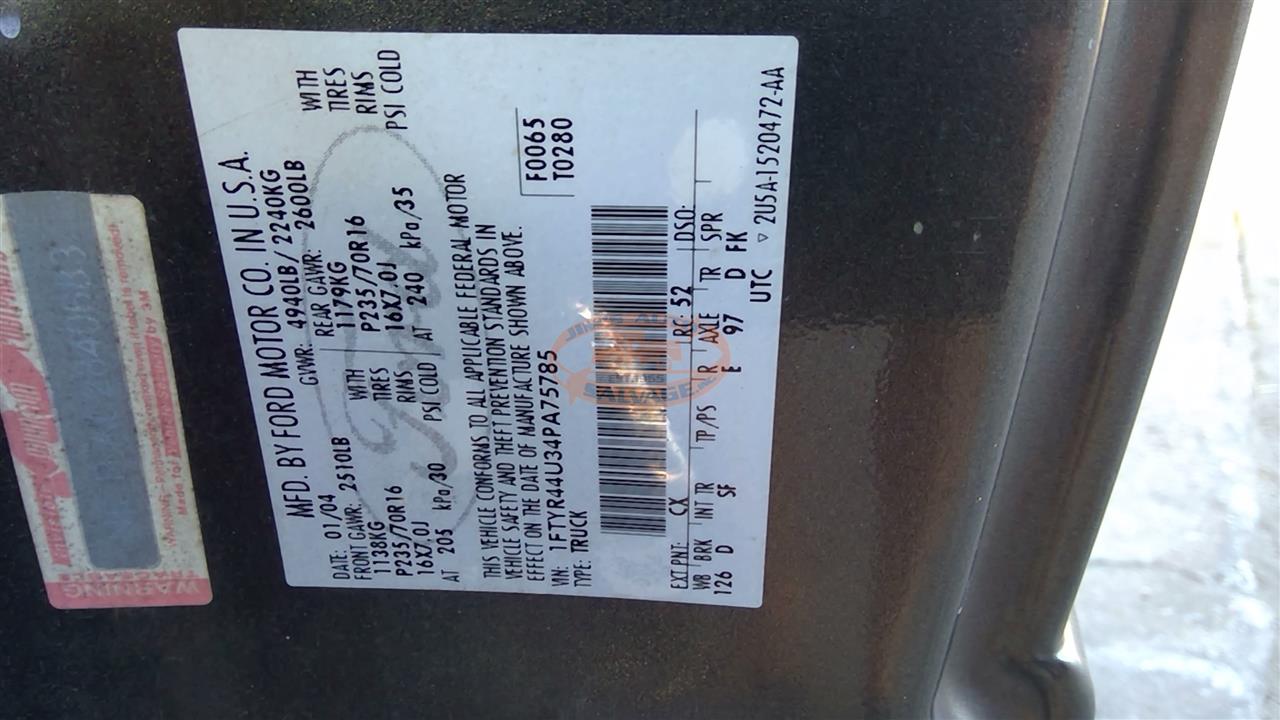 MFD. BY FORD MOTOR CO. IN U.S.A.
DATE: 01/04 GVWR: 4940LB / 2240KG
FRONT GAWR: 2510LB REAR GAWR: 2600LB
1138KG WITH 1179KG WITH
P235/70R16 TIRES P235/70R16 TIRES
16X7.0J RIMS 16X7.0J RIMS
AT 205 kPa/30 PSI COLD AT 240 kPa/35 PSI COLD
THIS VEHICLE CONFORMS TO ALL APPLICABLE FEDERAL MOTOR
VEHICLE SAFETY AND THEFT PREVENTION STANDARDS IN
EFFECT ON THE DATE OF MANUFACTURE SHOWN ABOVE.
VIN: 1FTYR44U34PA75785
TYPE: TRUCK
F0065
T0280
EXT PNT: CX RC: 52 DSO:
WB BRK INT TR TP/PS R AXLE TR SPR
126 D SF E 97 D FK
UTC
▽ 2U5A-1520472-AA
WARNING
Made for by 3M
SALVAGE